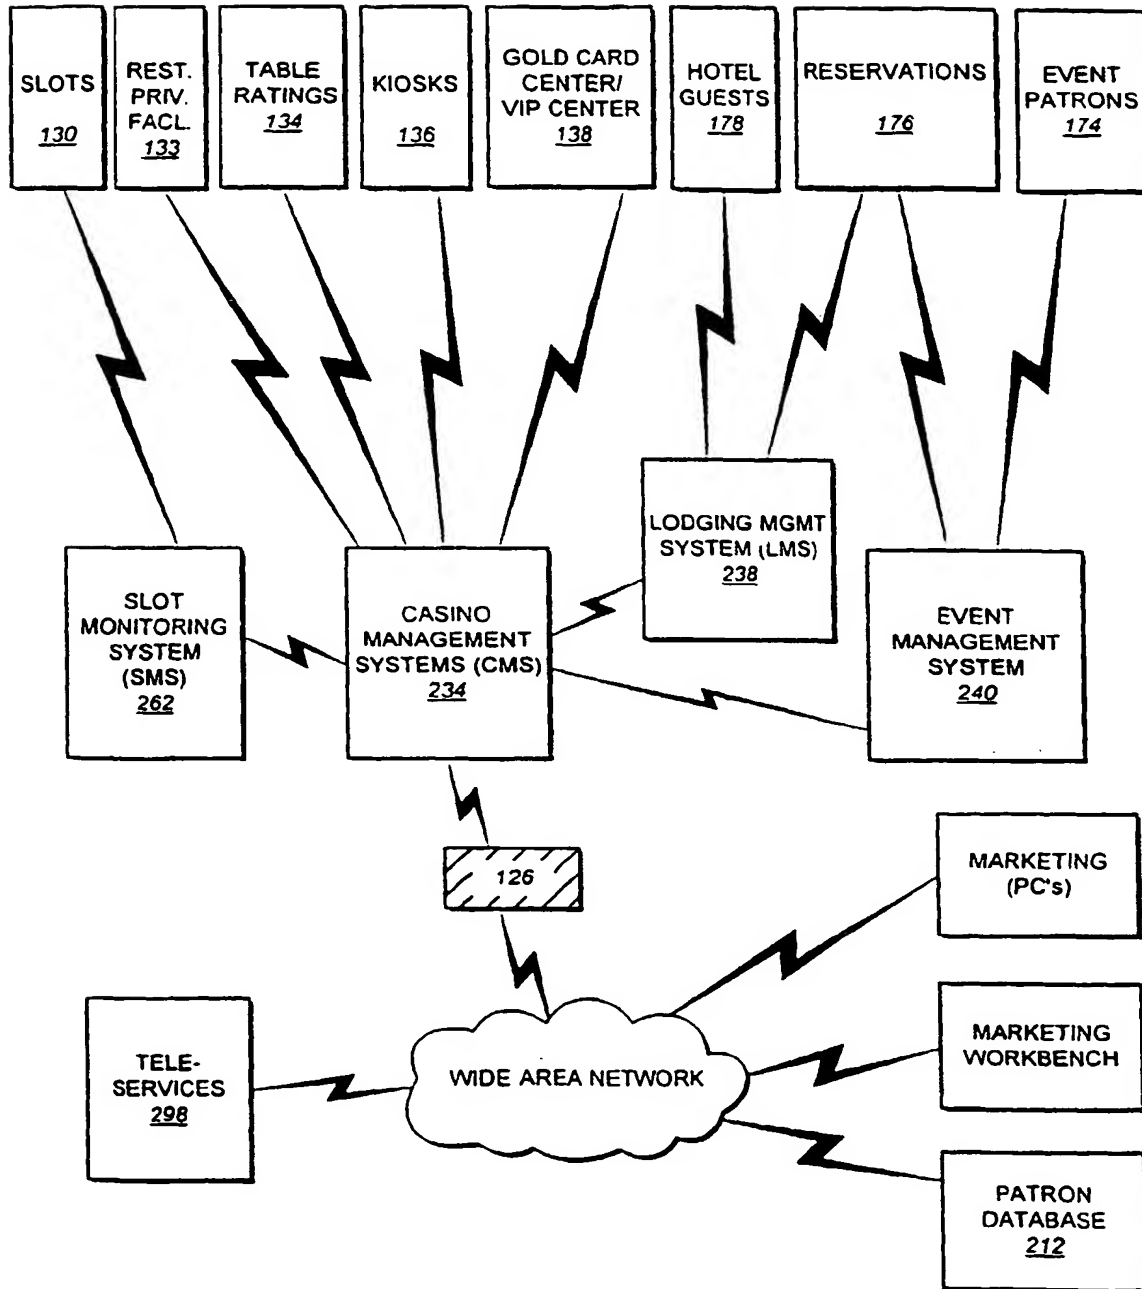 SLOTS
130
REST.
PRIV.
FACL.
133
TABLE
RATINGS
134
KIOSKS
136
GOLD CARD
CENTER/
VIP CENTER
138
HOTEL
GUESTS
178
RESERVATIONS
176
EVENT
PATRONS
174
LODGING MGMT
SYSTEM (LMS)
238
SLOT
MONITORING
SYSTEM
(SMS)
262
CASINO
MANAGEMENT
SYSTEMS (CMS)
234
EVENT
MANAGEMENT
SYSTEM
240
126
MARKETING
(PC's)
TELE-
SERVICES
298
WIDE AREA NETWORK
MARKETING
WORKBENCH
PATRON
DATABASE
212